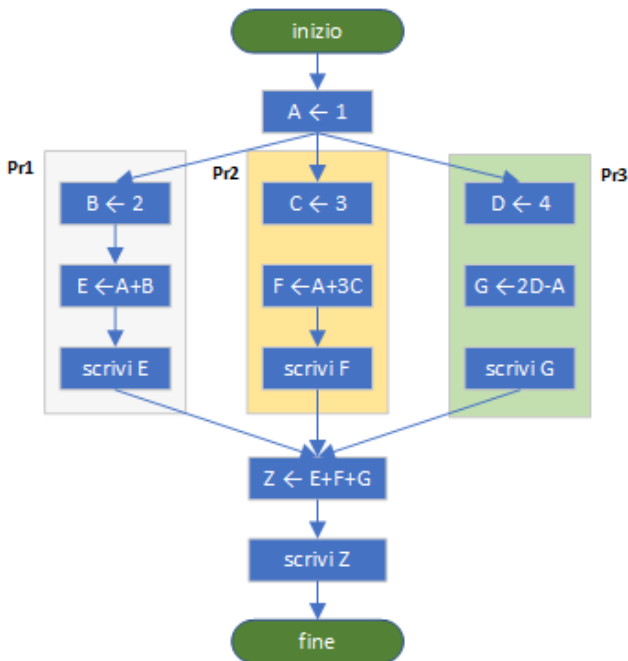 inizio
A ← 1
Pr1
Pr2
Pr3
B ← 2
C ← 3
D ← 4
E ←A+B
F ←A+3C
G ←2D-A
scrivi E
scrivi F
scrivi G
Z ← E+F+G
scrivi Z
fine